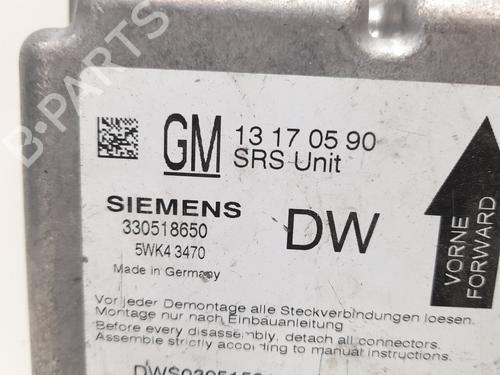 GM
13 17 05 90
SRS Unit
SIEMENS
DW
330518650
5WK4 3470
Made in Germany
VORNE
FORWARD
Vor jeder Demontage alle Steckverbindungen loesen.
Montage nur nach Einbauanleitung
Before every disassembly, detach all connectors.
Assemble strictly according to manual instructions.
B-PARTS